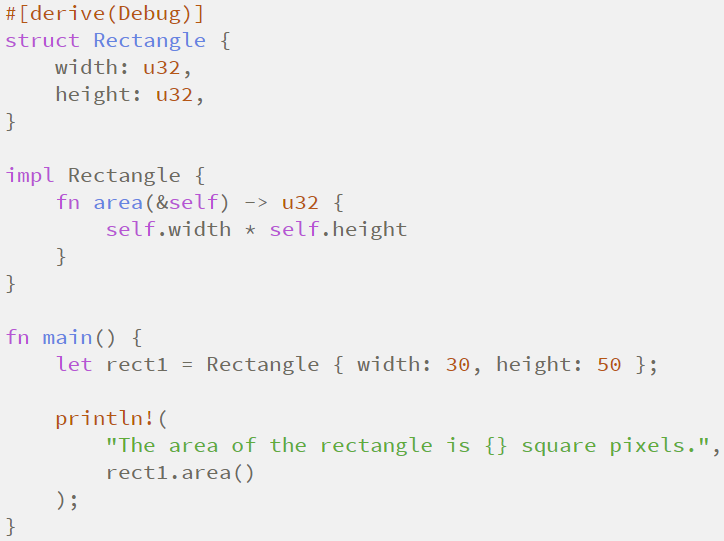 #[derive(Debug)]
struct Rectangle {
    width: u32,
    height: u32,
}

impl Rectangle {
    fn area(&self) -> u32 {
        self.width * self.height
    }
}

fn main() {
    let rect1 = Rectangle { width: 30, height: 50 };

    println!(
        "The area of the rectangle is {} square pixels.",
        rect1.area()
    );
}